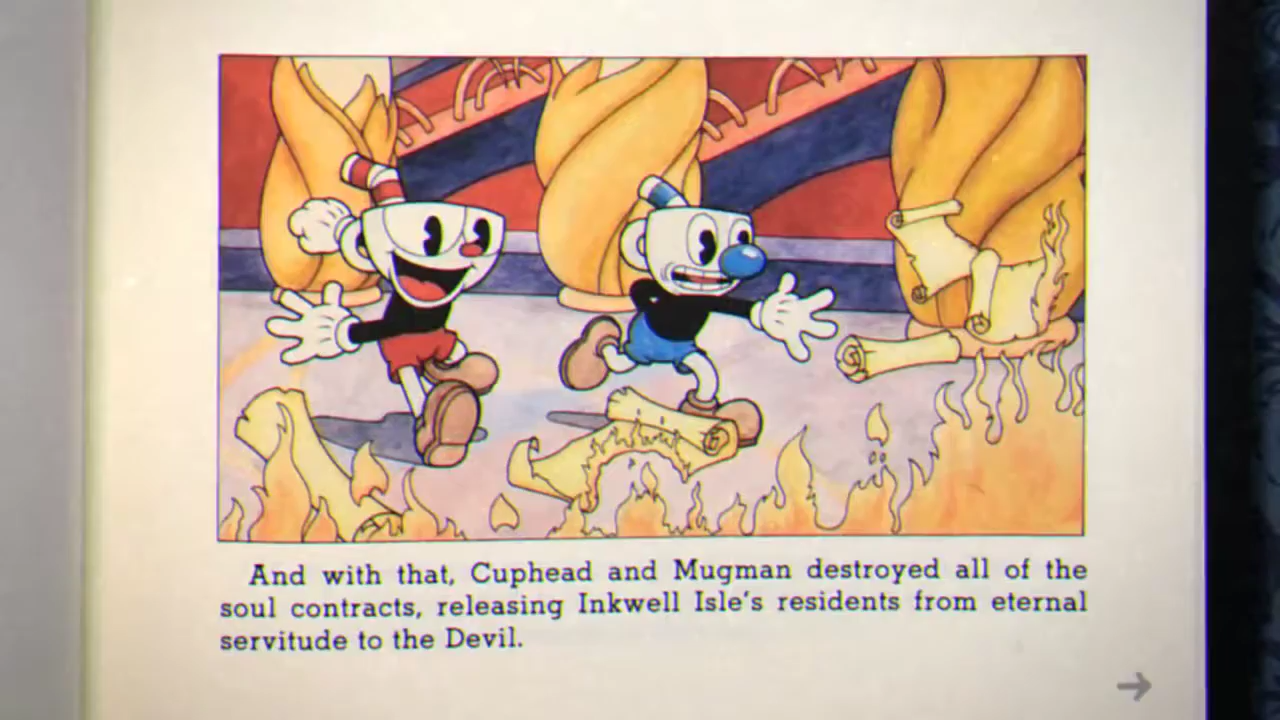 And with that, Cuphead and Mugman destroyed all of the
soul contracts, releasing Inkwell Isle's residents from eternal
servitude to the Devil.